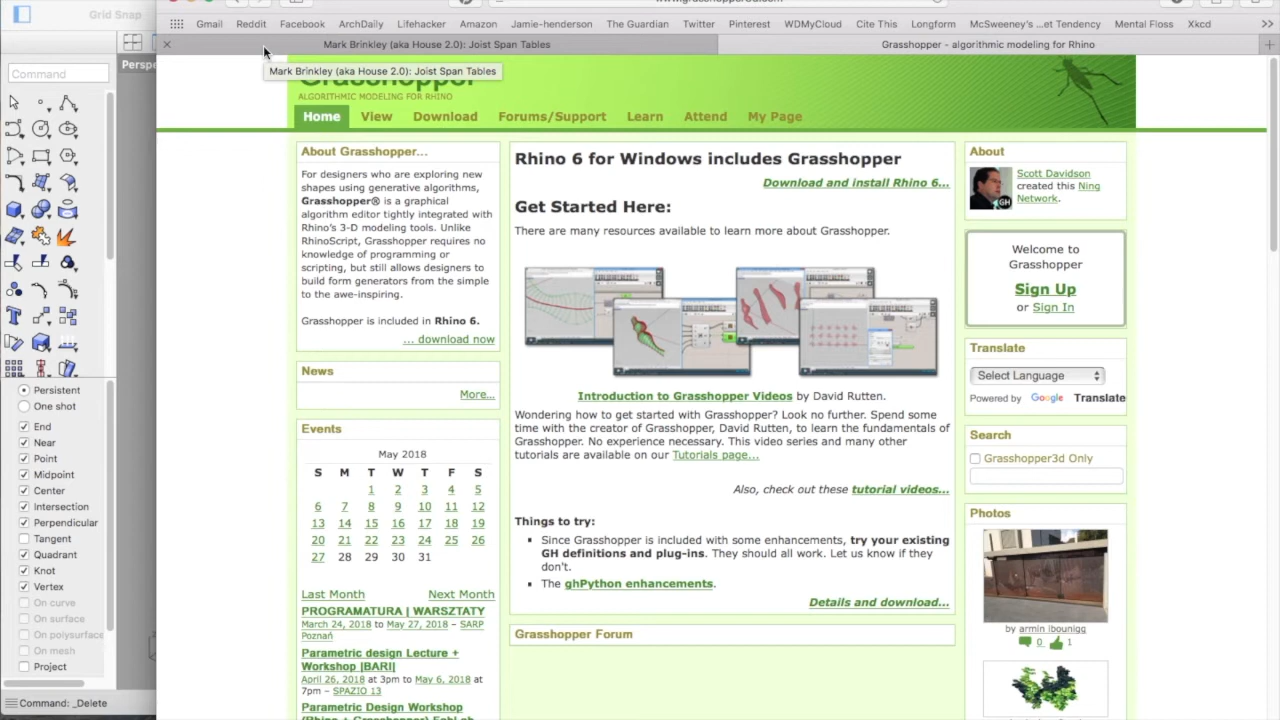 Grid Snap
Gmail Reddit Facebook ArchDaily Lifehacker Amazon Jamie-henderson The Guardian Twitter Pinterest WDMyCloud Cite This Longform McSweeney's ...et Tendency Mental Floss Xkcd
Mark Brinkley (aka House 2.0): Joist Span Tables
Grasshopper - algorithmic modeling for Rhino
Command
Perspe
Mark Brinkley (aka House 2.0): Joist Span Tables
Grasshopper
ALGORITHMIC MODELING FOR RHINO
Home View Download Forums/Support Learn Attend My Page
About Grasshopper...
For designers who are exploring new
shapes using generative algorithms,
Grasshopper® is a graphical
algorithm editor tightly integrated with
Rhino's 3-D modeling tools. Unlike
RhinoScript, Grasshopper requires no
knowledge of programming or
scripting, but still allows designers to
build form generators from the simple
to the awe-inspiring.
Grasshopper is included in Rhino 6.
... download now
News
More...
Events
May 2018
S M T W T F S
1 2 3 4 5
6 7 8 9 10 11 12
13 14 15 16 17 18 19
20 21 22 23 24 25 26
27 28 29 30 31
Last Month Next Month
PROGRAMATURA | WARSZTATY
March 24, 2018 to May 27, 2018 – SARP
Poznań
Parametric design Lecture +
Workshop |BARI|
April 26, 2018 at 3pm to May 6, 2018 at
7pm – SPAZIO 13
Parametric Design Workshop
Rhino 6 for Windows includes Grasshopper
Download and install Rhino 6...
Get Started Here:
There are many resources available to learn more about Grasshopper.
Introduction to Grasshopper Videos by David Rutten.
Wondering how to get started with Grasshopper? Look no further. Spend some
time with the creator of Grasshopper, David Rutten, to learn the fundamentals of
Grasshopper. No experience necessary. This video series and many other
tutorials are available on our Tutorials page...
Also, check out these tutorial videos...
Things to try:
Since Grasshopper is included with some enhancements, try your existing
GH definitions and plug-ins. They should all work. Let us know if they
don't.
The ghPython enhancements.
Details and download...
Grasshopper Forum
About
Scott Davidson
created this Ning
Network.
GH
Welcome to
Grasshopper
Sign Up
or Sign In
Translate
Select Language
Powered by Google Translate
Search
Grasshopper3d Only
Photos
by armin ibounigg
0 1
Persistent
One shot
End
Near
Point
Midpoint
Center
Intersection
Perpendicular
Tangent
Quadrant
Knot
Vertex
On curve
On surface
On polysurface
On mesh
Project
Command: _Delete